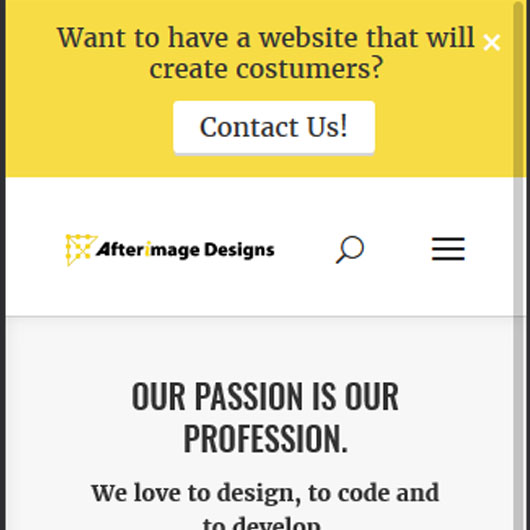 Want to have a website that will
create costumers?
Contact Us!
Afterimage Designs
OUR PASSION IS OUR
PROFESSION.
We love to design, to code and
to develop